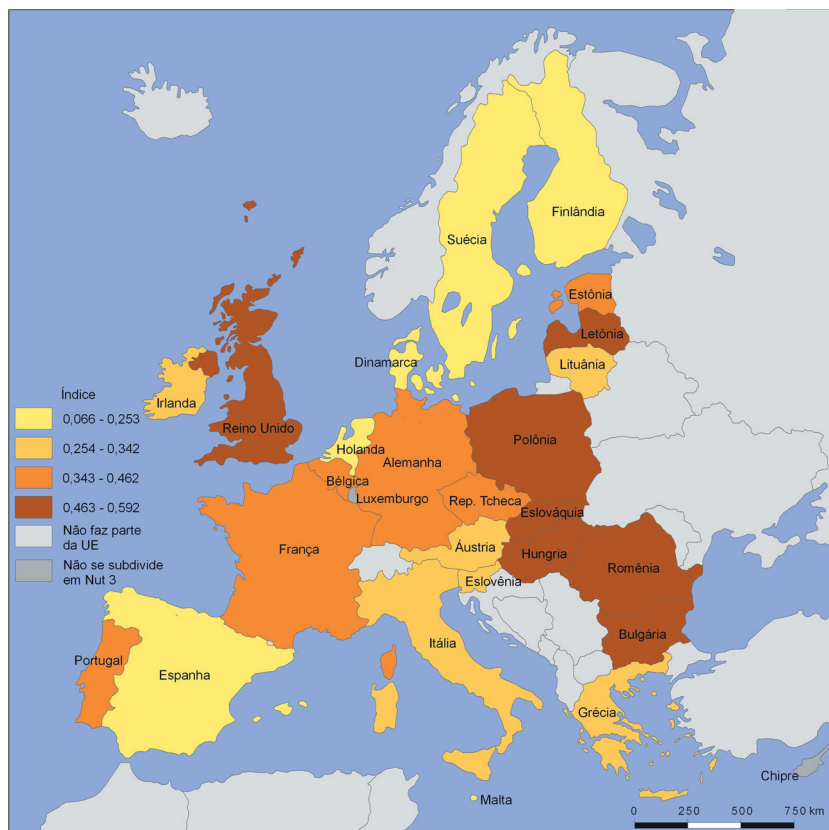 Finlândia
Suécia
Estônia
Letônia
Lituânia
Dinamarca
Índice
0,066 - 0,253
0,254 - 0,342
0,343 - 0,462
0,463 - 0,592
Não faz parte
da UE
Não se subdivide
em Nut 3
Irlanda
Reino Unido
Holanda
Polônia
Alemanha
Bélgica
Luxemburgo
Rep. Tcheca
Eslováquia
França
Áustria
Hungria
Romênia
Eslovênia
Bulgária
Itália
Portugal
Espanha
Grécia
Chipre
Malta
0 250 500 750 km